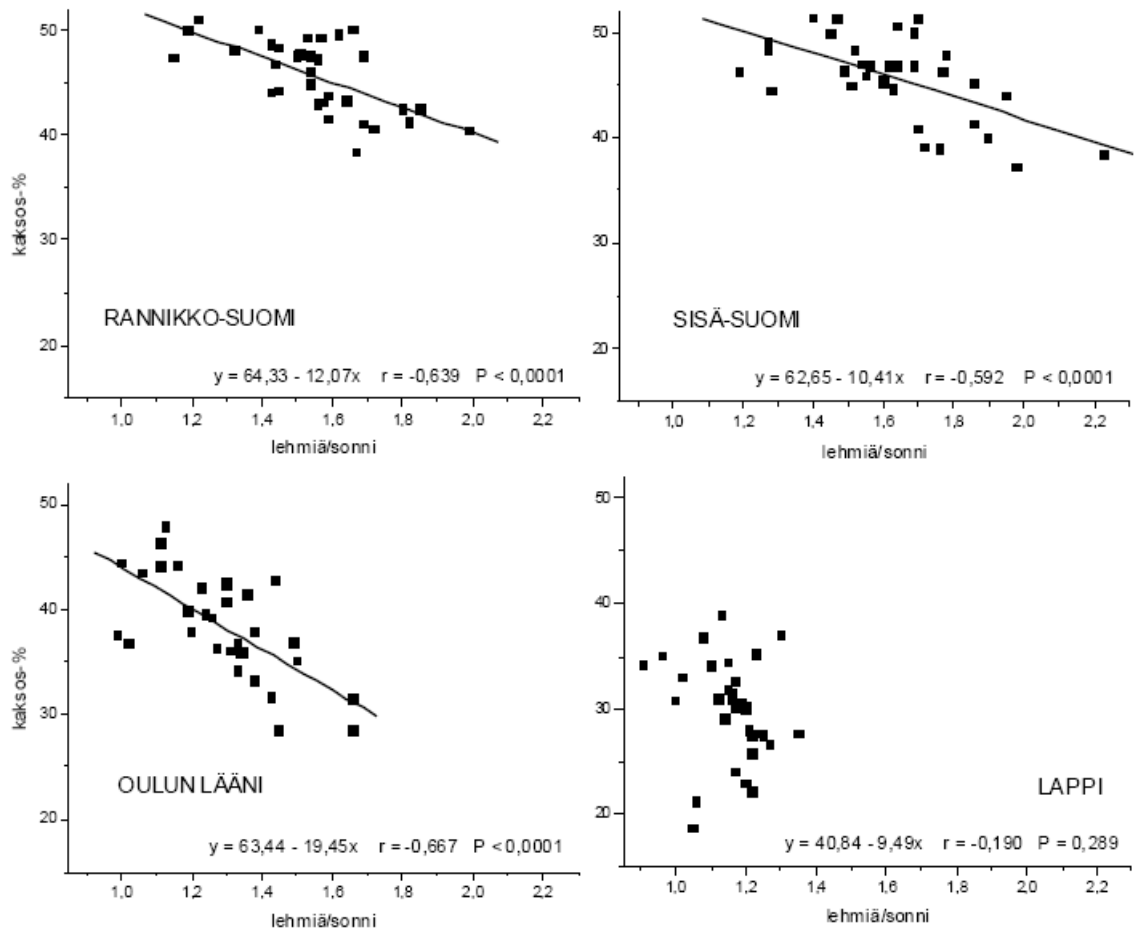 50
40
30
20
kaksos-%
RANNIKKO-SUOMI
y = 64,33 - 12,07x r = -0,639 P < 0,0001
1,0 1,2 1,4 1,6 1,8 2,0 2,2
lehmiä/sonni
50
40
30
20
SISÄ-SUOMI
y = 62,65 - 10,41x r = -0,592 P < 0,0001
1,0 1,2 1,4 1,6 1,8 2,0 2,2
lehmiä/sonni
50
40
30
20
kaksos-%
OULUN LÄÄNI
y = 63,44 - 19,45x r = -0,667 P < 0,0001
1,0 1,2 1,4 1,6 1,8 2,0 2,2
lehmiä/sonni
50
40
30
20
LAPPI
y = 40,84 - 9,49x r = -0,190 P = 0,289
1,0 1,2 1,4 1,6 1,8 2,0 2,2
lehmiä/sonni